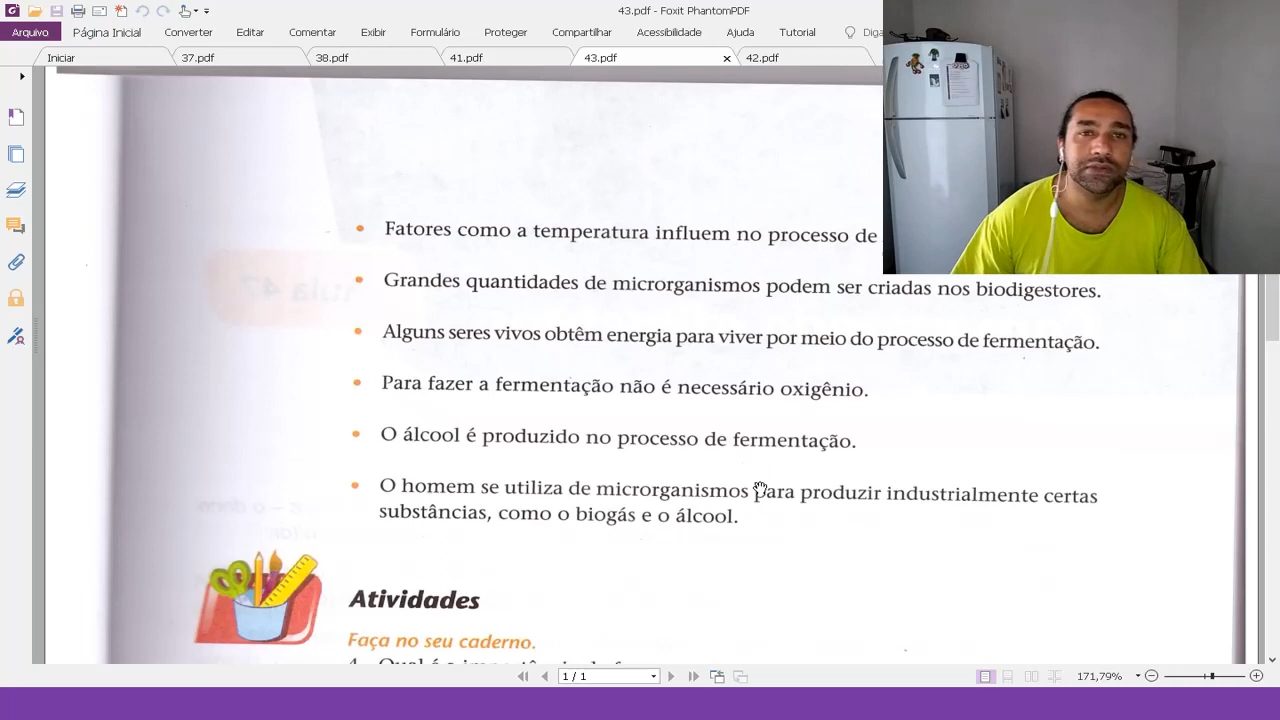 43.pdf - Foxit PhantomPDF
Arquivo Página Inicial Converter Editar Comentar Exibir Formulário Proteger Compartilhar Acessibilidade Ajuda Tutorial Diga
Iniciar 37.pdf 38.pdf 41.pdf 43.pdf 42.pdf
Fatores como a temperatura influem no processo de
Grandes quantidades de microrganismos podem ser criadas nos biodigestores.
Alguns seres vivos obtêm energia para viver por meio do processo de fermentação.
Para fazer a fermentação não é necessário oxigênio.
O álcool é produzido no processo de fermentação.
O homem se utiliza de microrganismos para produzir industrialmente certas
substâncias, como o biogás e o álcool.
Atividades
Faça no seu caderno.
1 / 1
171,79%